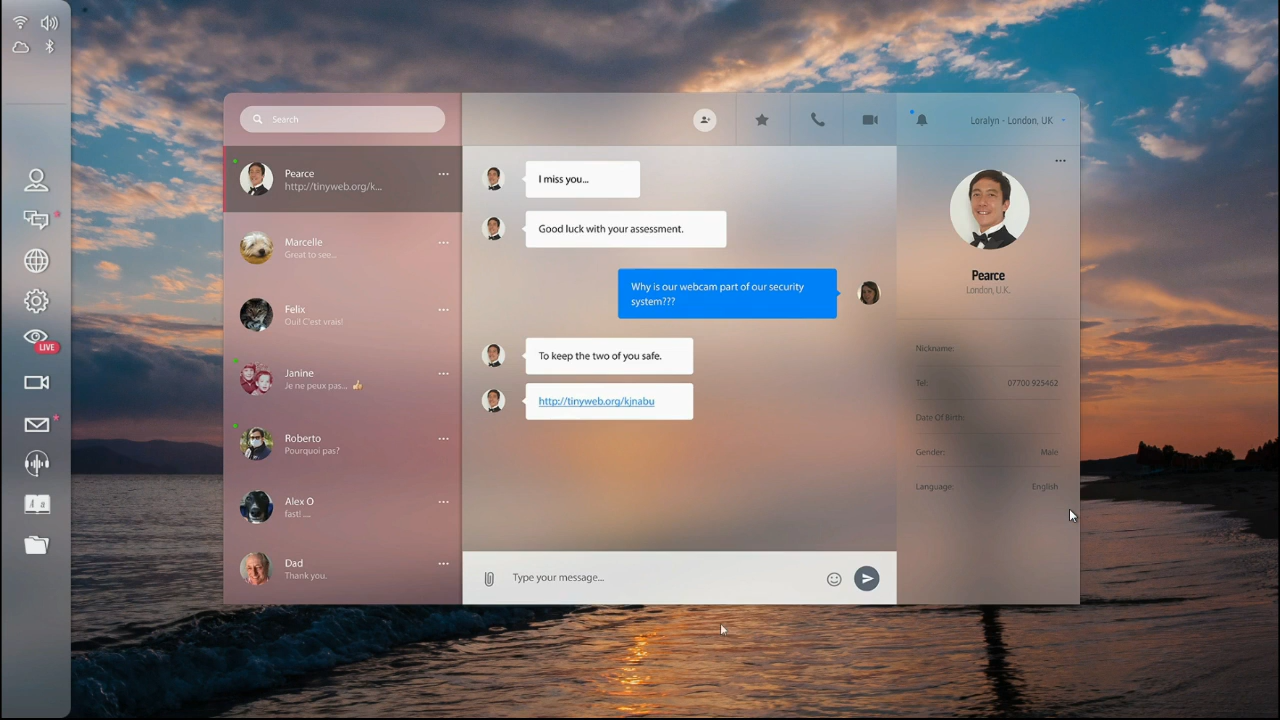 LIVE
Search
Pearce
http://tinyweb.org/k...
Marcelle
Great to see...
Felix
Oui! C'est vrais!
Janine
Je ne peux pas... 👍
Roberto
Pourquoi pas?
Alex O
fast! ....
Dad
Thank you.
I miss you...
Good luck with your assessment.
Why is our webcam part of our security
system???
To keep the two of you safe.
http://tinyweb.org/kjnabu
Type your message...
Loralyn - London, UK
Pearce
London, U.K.
Nickname:
Tel: 07700 925462
Date Of Birth:
Gender: Male
Language: English